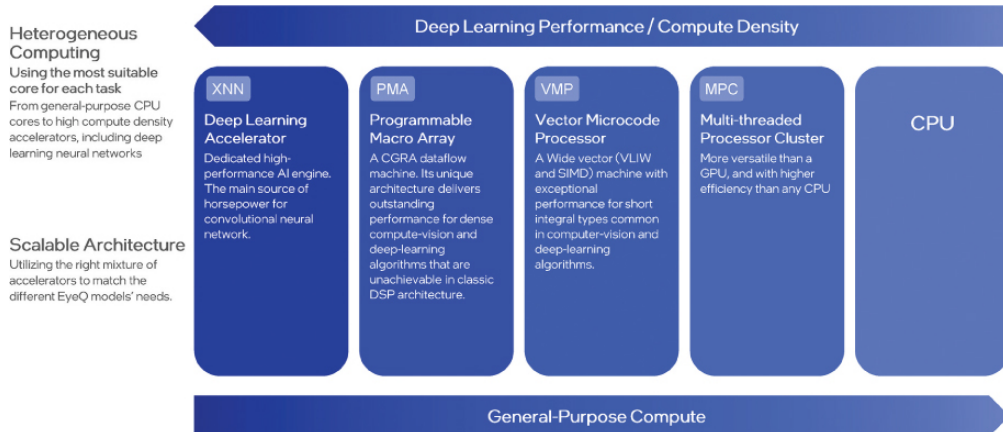 Heterogeneous
Computing
Using the most suitable
core for each task
From general-purpose CPU
cores to high compute density
accelerators, including deep
learning neural networks
Scalable Architecture
Utilizing the right mixture of
accelerators to match the
different EyeQ models' needs.
Deep Learning Performance / Compute Density
XNN
Deep Learning
Accelerator
Dedicated high-
performance AI engine.
The main source of
horsepower for
convolutional neural
network.
PMA
Programmable
Macro Array
A CGRA dataflow
machine. Its unique
architecture delivers
outstanding
performance for dense
compute-vision and
deep-learning
algorithms that are
unachievable in classic
DSP architecture.
VMP
Vector Microcode
Processor
A Wide vector (VLIW
and SIMD) machine with
exceptional
performance for short
integral types common
in computer-vision and
deep-learning
algorithms.
MPC
Multi-threaded
Processor Cluster
More versatile than a
GPU, and with higher
efficiency than any CPU
CPU
General-Purpose Compute